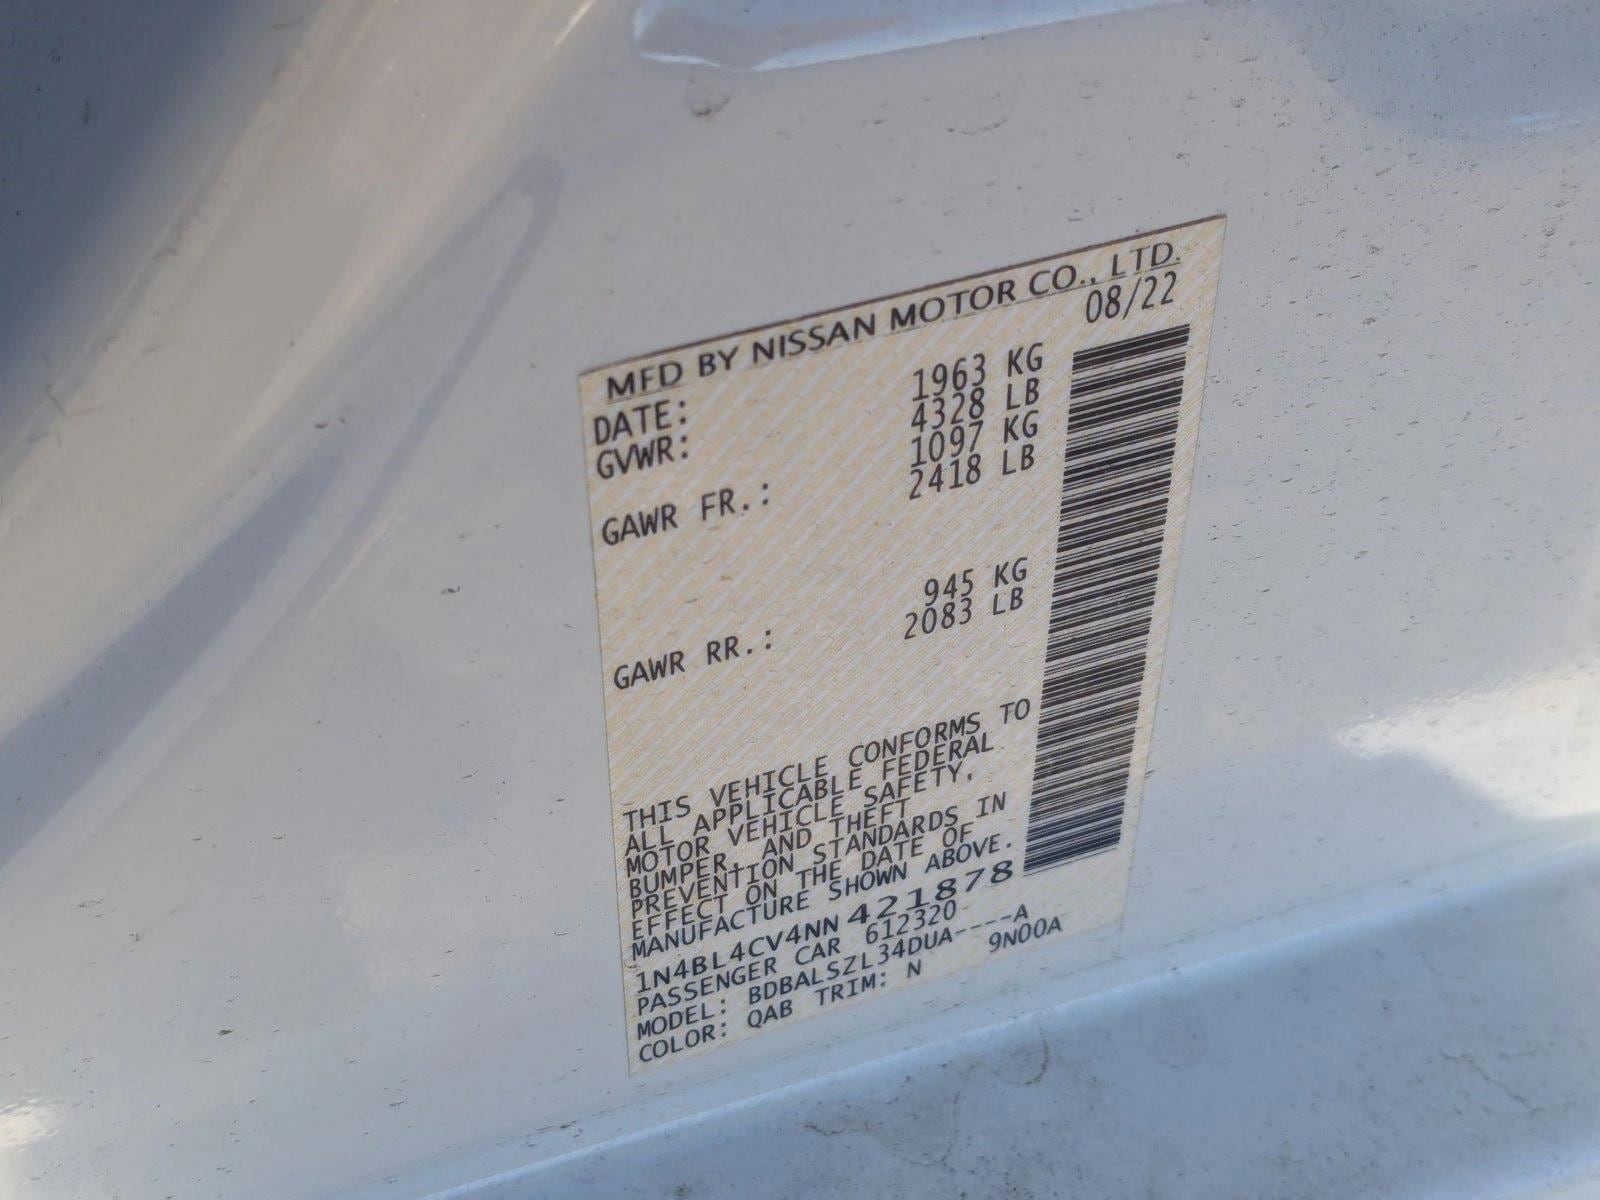 MFD BY NISSAN MOTOR CO., LTD.
DATE: 08/22
GVWR: 1963 KG
4328 LB
GAWR FR.: 1097 KG
2418 LB
GAWR RR.: 945 KG
2083 LB
THIS VEHICLE CONFORMS TO
ALL APPLICABLE FEDERAL
MOTOR VEHICLE SAFETY,
BUMPER, AND THEFT
PREVENTION STANDARDS IN
EFFECT ON THE DATE OF
MANUFACTURE SHOWN ABOVE.
1N4BL4CV4NN421878
PASSENGER CAR 612320
MODEL: BDBALSZL34DUA----A
COLOR: QAB TRIM: N 9N00A